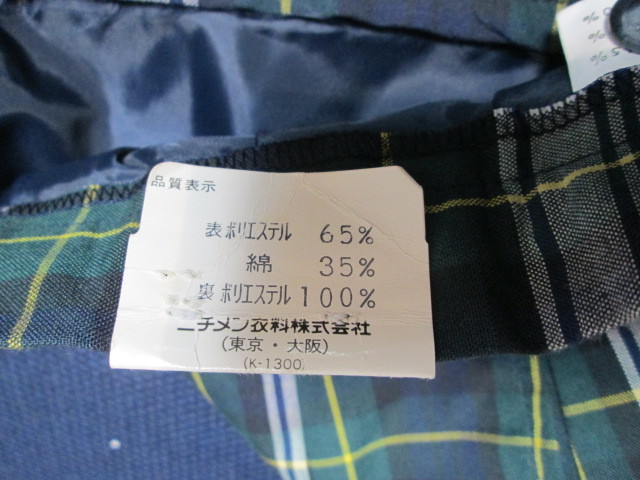 品質表示
表ポリエステル 65%
綿 35%
裏ポリエステル 100%
ニチメン衣料株式会社
(東京・大阪)
(K-1300)